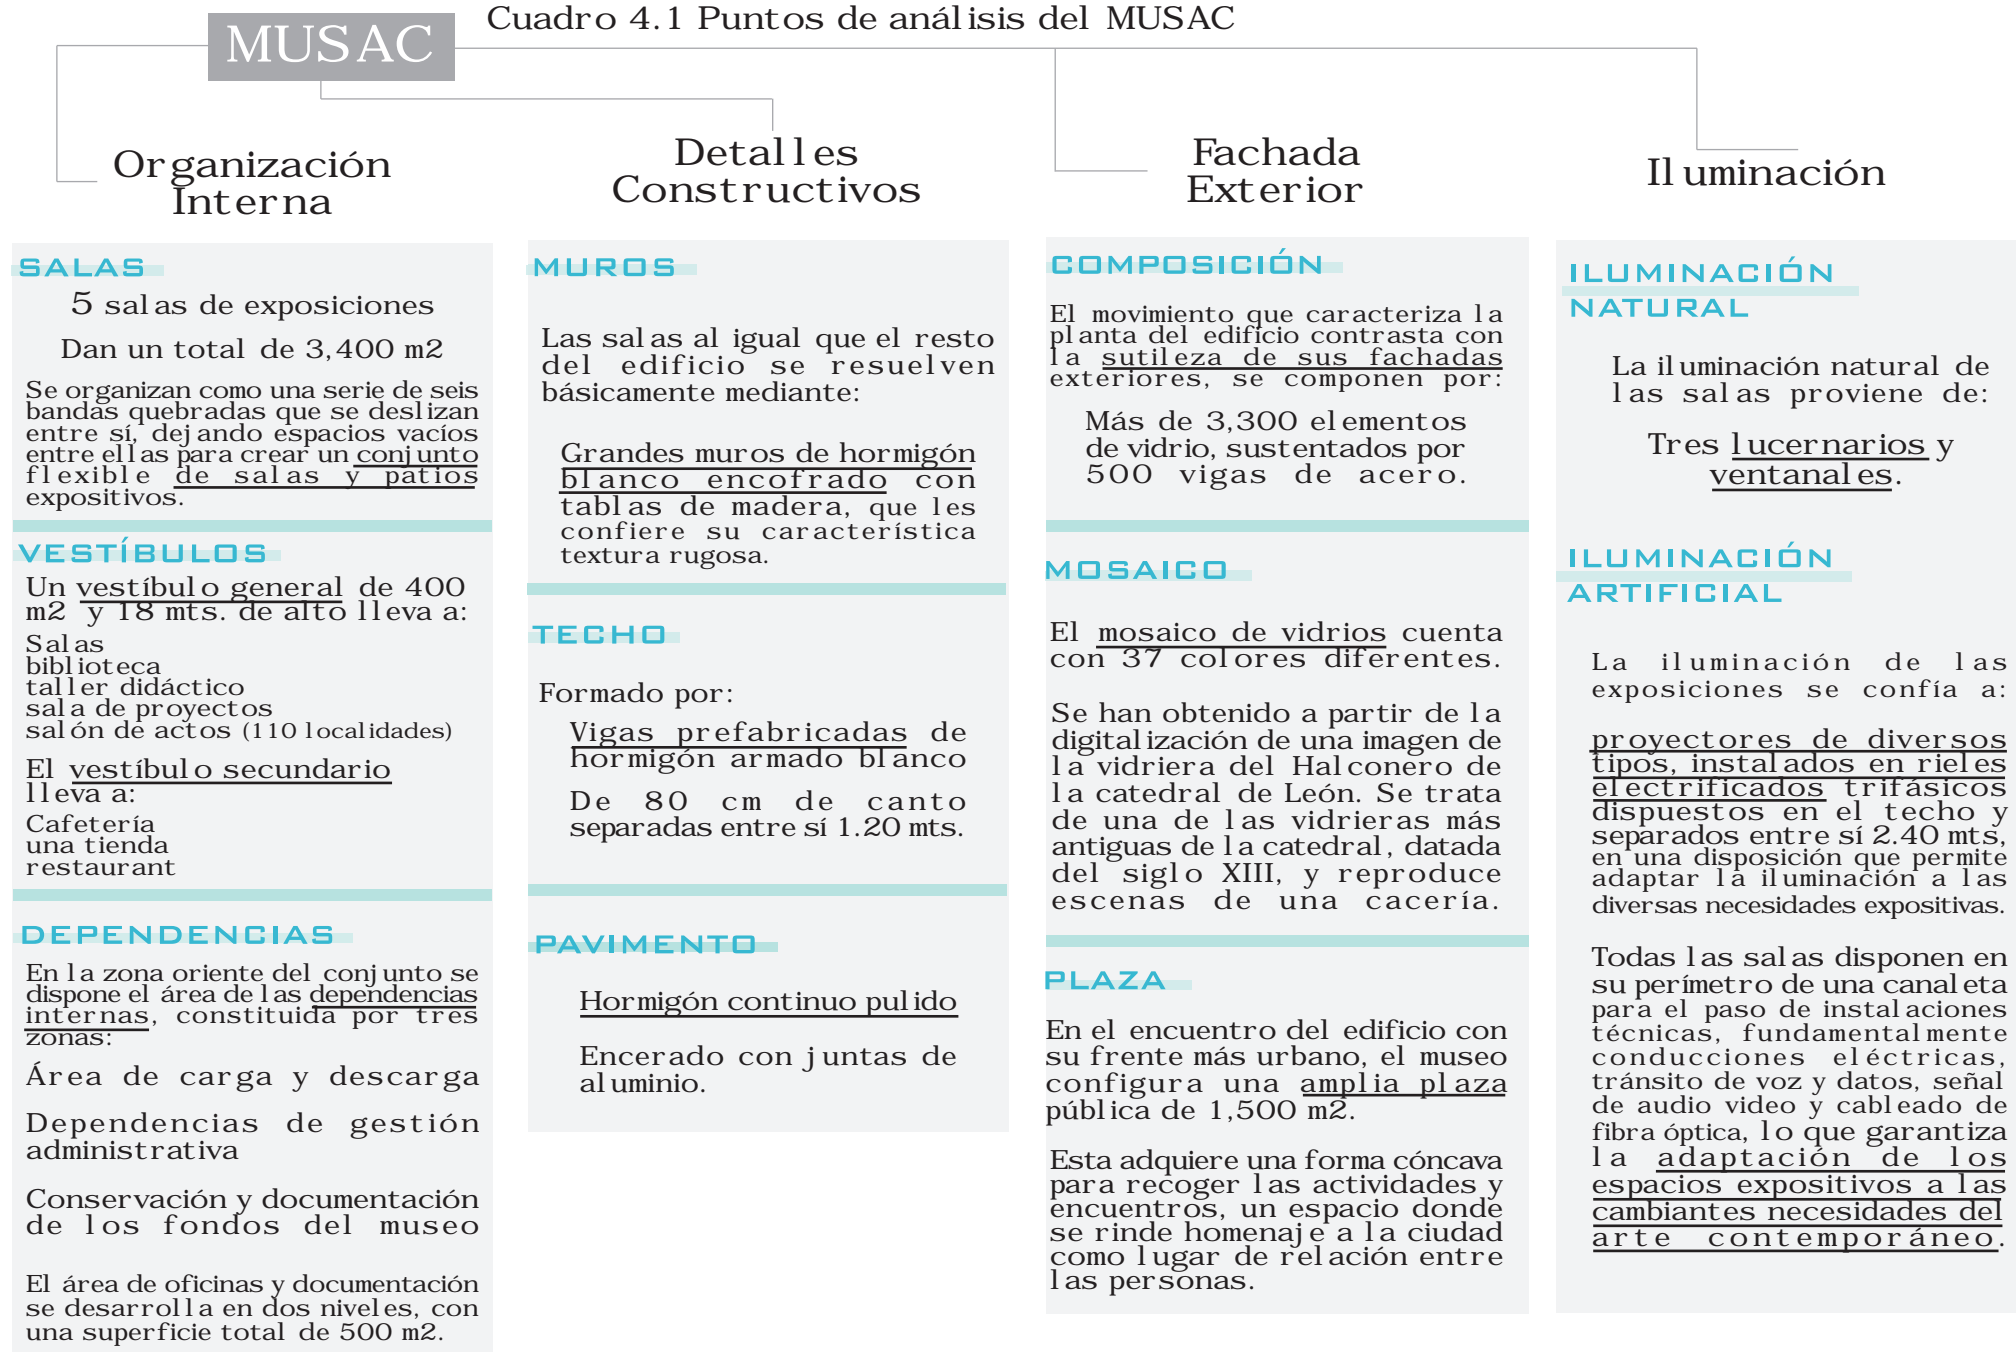 Cuadro 4.1 Puntos de análisis del MUSAC
MUSAC
Organización
Interna
SALAS
5 salas de exposiciones
Dan un total de 3,400 m2
Se organizan como una serie de seis
bandas quebradas que se deslizan
entre sí, dejando espacios vacíos
entre ellas para crear un conjunto
flexible de salas y patios
expositivos.
VESTÍBULOS
Un vestíbulo general de 400
m2 y 18 mts. de alto lleva a:
Salas
biblioteca
taller didáctico
sala de proyectos
salón de actos (110 localidades)
El vestíbulo secundario
lleva a:
Cafetería
una tienda
restaurant
DEPENDENCIAS
En la zona oriente del conjunto se
dispone el área de las dependencias
internas, constituida por tres
zonas:
Área de carga y descarga
Dependencias de gestión
administrativa
Conservación y documentación
de los fondos del museo
El área de oficinas y documentación
se desarrolla en dos niveles, con
una superficie total de 500 m2.
Detalles
Constructivos
MUROS
Las salas al igual que el resto
del edificio se resuelven
básicamente mediante:
Grandes muros de hormigón
blanco encofrado con
tablas de madera, que les
confiere su característica
textura rugosa.
TECHO
Formado por:
Vigas prefabricadas de
hormigón armado blanco
De 80 cm de canto
separadas entre sí 1.20 mts.
PAVIMENTO
Hormigón continuo pulido
Encerado con juntas de
aluminio.
Fachada
Exterior
COMPOSICIÓN
El movimiento que caracteriza la
planta del edificio contrasta con
la sutileza de sus fachadas
exteriores, se componen por:
Más de 3,300 elementos
de vidrio, sustentados por
500 vigas de acero.
MOSAICO
El mosaico de vidrios cuenta
con 37 colores diferentes.
Se han obtenido a partir de la
digitalización de una imagen de
la vidriera del Halconero de
la catedral de León. Se trata
de una de las vidrieras más
antiguas de la catedral, datada
del siglo XIII, y reproduce
escenas de una cacería.
PLAZA
En el encuentro del edificio con
su frente más urbano, el museo
configura una amplia plaza
pública de 1,500 m2.
Esta adquiere una forma cóncava
para recoger las actividades y
encuentros, un espacio donde
se rinde homenaje a la ciudad
como lugar de relación entre
las personas.
Iluminación
ILUMINACIÓN
NATURAL
La iluminación natural de
las salas proviene de:
Tres lucernarios y
ventanales.
ILUMINACIÓN
ARTIFICIAL
La iluminación de las
exposiciones se confía a:
proyectores de diversos
tipos, instalados en rieles
electrificados trifásicos
dispuestos en el techo y
separados entre sí 2.40 mts,
en una disposición que permite
adaptar la iluminación a las
diversas necesidades expositivas.
Todas las salas disponen en
su perímetro de una canaleta
para el paso de instalaciones
técnicas, fundamentalmente
conducciones eléctricas,
tránsito de voz y datos, señal
de audio video y cableado de
fibra óptica, lo que garantiza
la adaptación de los
espacios expositivos a las
cambiantes necesidades del
arte contemporáneo.